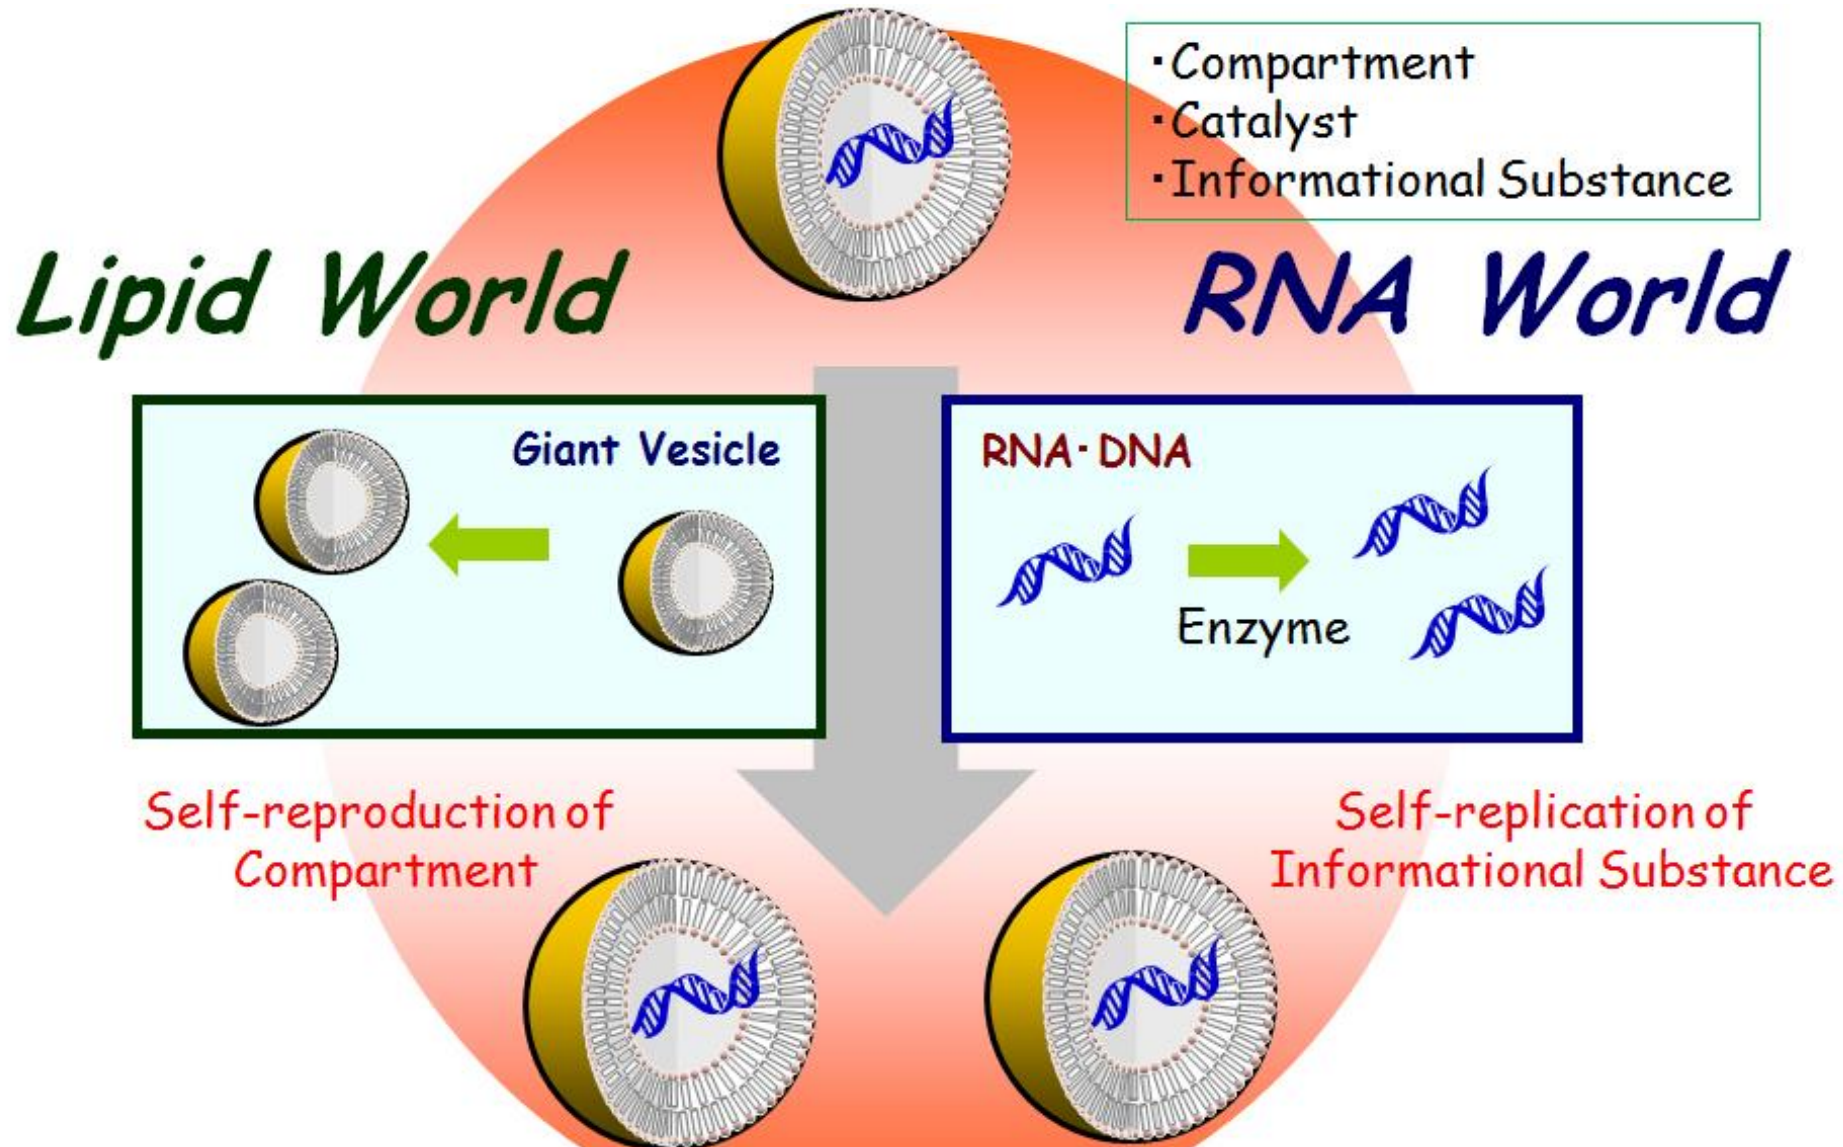 ・Compartment
・Catalyst
・Informational Substance
Lipid World
RNA World
Giant Vesicle
RNA・DNA
Enzyme
Self-reproduction of
Compartment
Self-replication of
Informational Substance